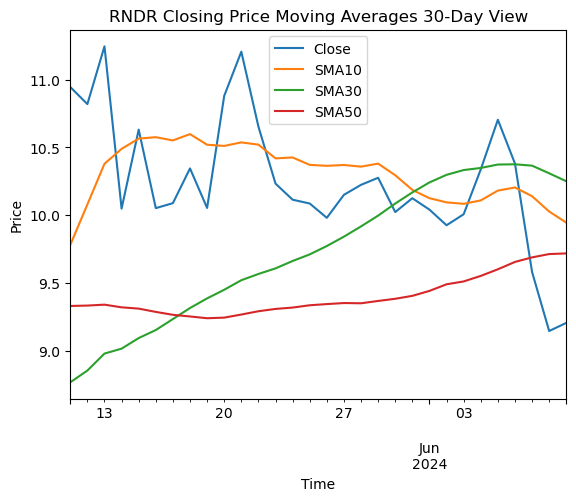 RNDR Closing Price Moving Averages 30-Day View
Close
SMA10
SMA30
SMA50
Price
11.0
10.5
10.0
9.5
9.0
13
20
27
03
Jun
2024
Time